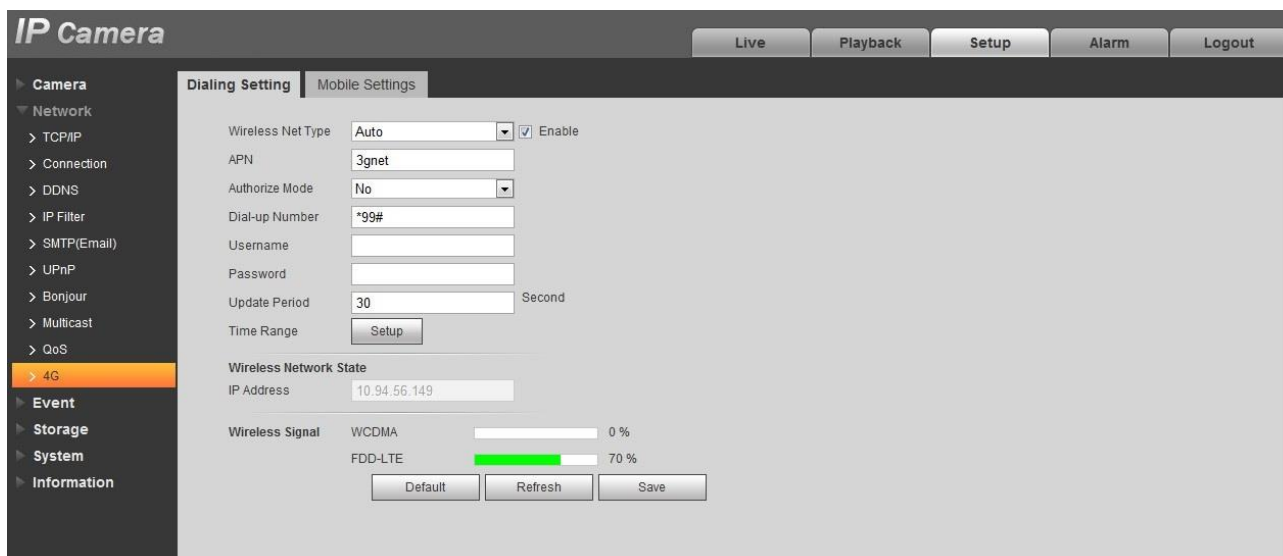 IP Camera
Live
Playback
Setup
Alarm
Logout
Camera
Network
> TCP/IP
> Connection
> DDNS
> IP Filter
> SMTP(Email)
> UPnP
> Bonjour
> Multicast
> QoS
> 4G
Event
Storage
System
Information
Dialing Setting
Mobile Settings
Wireless Net Type Auto Enable
APN 3gnet
Authorize Mode No
Dial-up Number *99#
Username
Password
Update Period 30 Second
Time Range Setup
Wireless Network State
IP Address 10.94.56.149
Wireless Signal WCDMA 0 %
FDD-LTE 70 %
Default Refresh Save